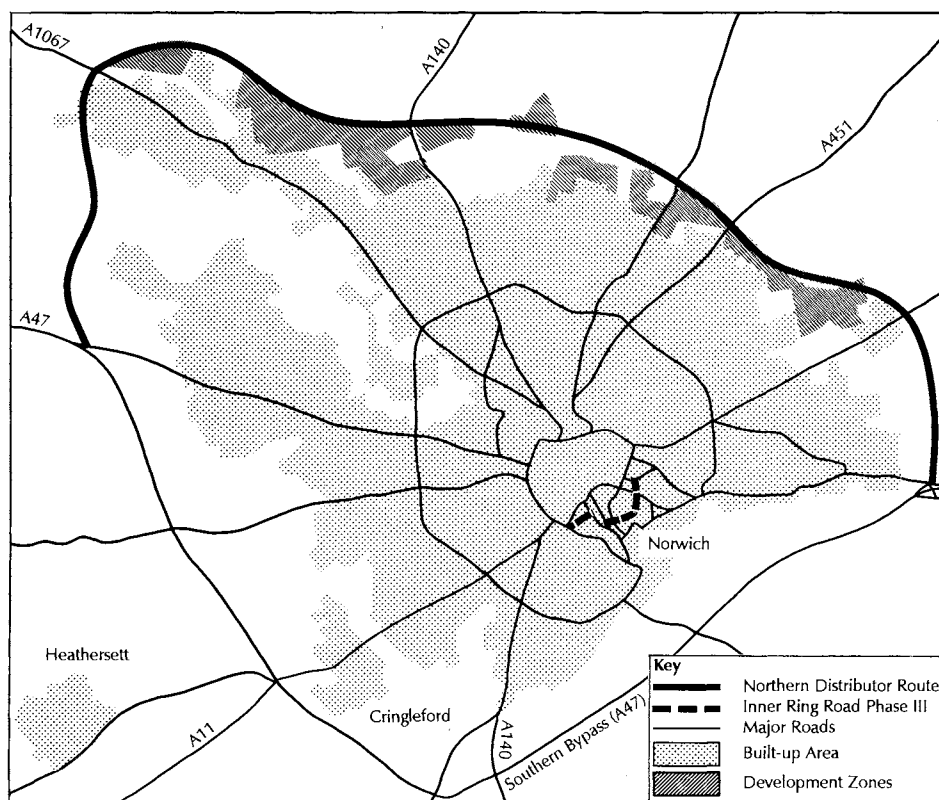 A1067
A140
A451
A47
Norwich
Heathersett
Cringleford
A11
A140
Southern Bypass (A47)
Key
Northern Distributor Route
Inner Ring Road Phase III
Major Roads
Built-up Area
Development Zones